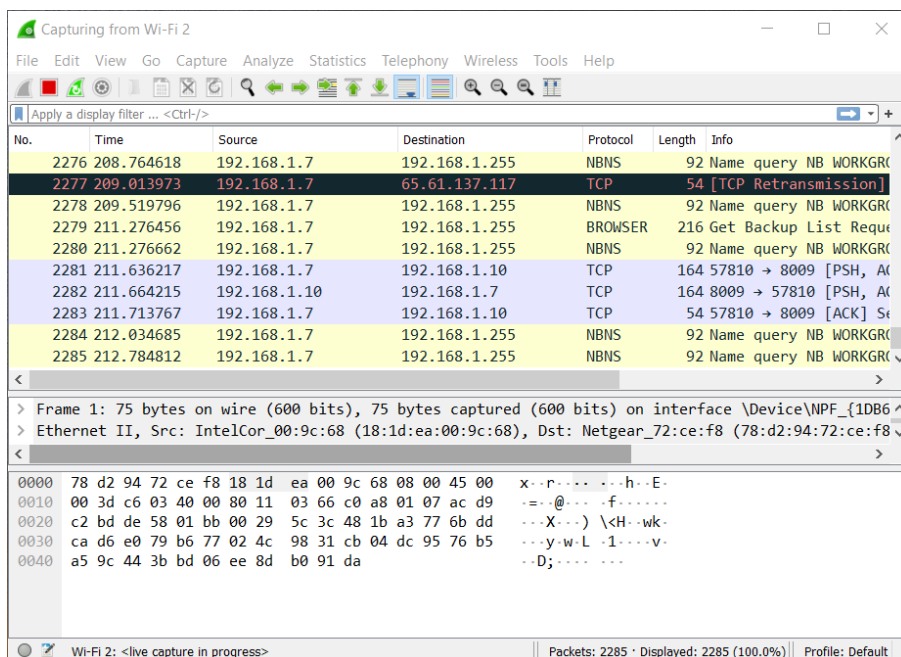 Capturing from Wi-Fi 2
File Edit View Go Capture Analyze Statistics Telephony Wireless Tools Help
Apply a display filter ... <Ctrl-/>
No. Time Source Destination Protocol Length Info
2276 208.764618 192.168.1.7 192.168.1.255 NBNS 92 Name query NB WORKGRO
2277 209.013973 192.168.1.7 65.61.137.117 TCP 54 [TCP Retransmission]
2278 209.519796 192.168.1.7 192.168.1.255 NBNS 92 Name query NB WORKGRO
2279 211.276456 192.168.1.7 192.168.1.255 BROWSER 216 Get Backup List Reque
2280 211.276662 192.168.1.7 192.168.1.255 NBNS 92 Name query NB WORKGRO
2281 211.636217 192.168.1.7 192.168.1.10 TCP 164 57810 → 8009 [PSH, AC
2282 211.664215 192.168.1.10 192.168.1.7 TCP 164 8009 → 57810 [PSH, AC
2283 211.713767 192.168.1.7 192.168.1.10 TCP 54 57810 → 8009 [ACK] Se
2284 212.034685 192.168.1.7 192.168.1.255 NBNS 92 Name query NB WORKGRO
2285 212.784812 192.168.1.7 192.168.1.255 NBNS 92 Name query NB WORKGRO
> Frame 1: 75 bytes on wire (600 bits), 75 bytes captured (600 bits) on interface \Device\NPF_{1DB6
> Ethernet II, Src: IntelCor_00:9c:68 (18:1d:ea:00:9c:68), Dst: Netgear_72:ce:f8 (78:d2:94:72:ce:f8
0000 78 d2 94 72 ce f8 18 1d ea 00 9c 68 08 00 45 00 x··r···· ···h··E·
0010 00 3d c6 03 40 00 80 11 03 66 c0 a8 01 07 ac d9 ·=··@··· ·f······
0020 c2 bd de 58 01 bb 00 29 5c 3c 48 1b a3 77 6b dd ···X···) \<H··wk·
0030 ca d6 e0 79 b6 77 02 4c 98 31 cb 04 dc 95 76 b5 ···y·w·L ·1····v·
0040 a5 9c 44 3b bd 06 ee 8d b0 91 da ··D;···· ···
Wi-Fi 2: <live capture in progress> Packets: 2285 · Displayed: 2285 (100.0%) Profile: Default